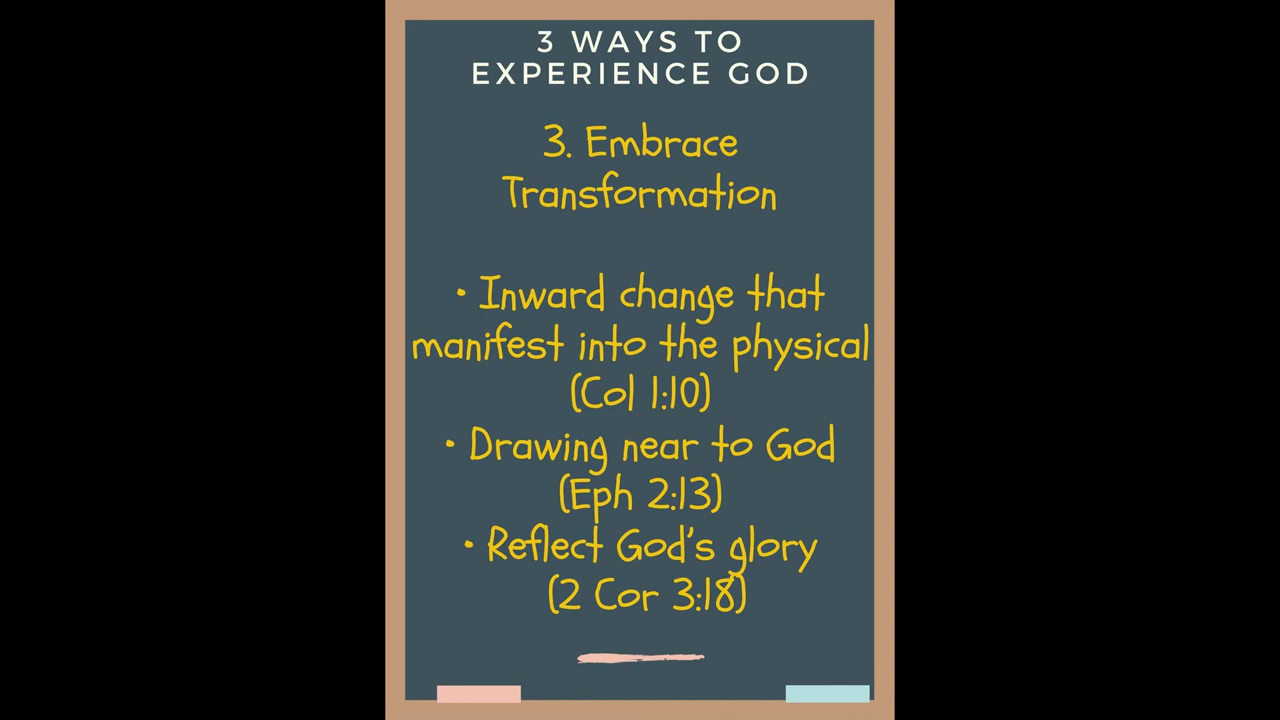 3 WAYS TO
EXPERIENCE GOD
3. Embrace
Transformation
• Inward change that
manifest into the physical
(Col 1:10)
• Drawing near to God
(Eph 2:13)
• Reflect God's glory
(2 Cor 3:18)